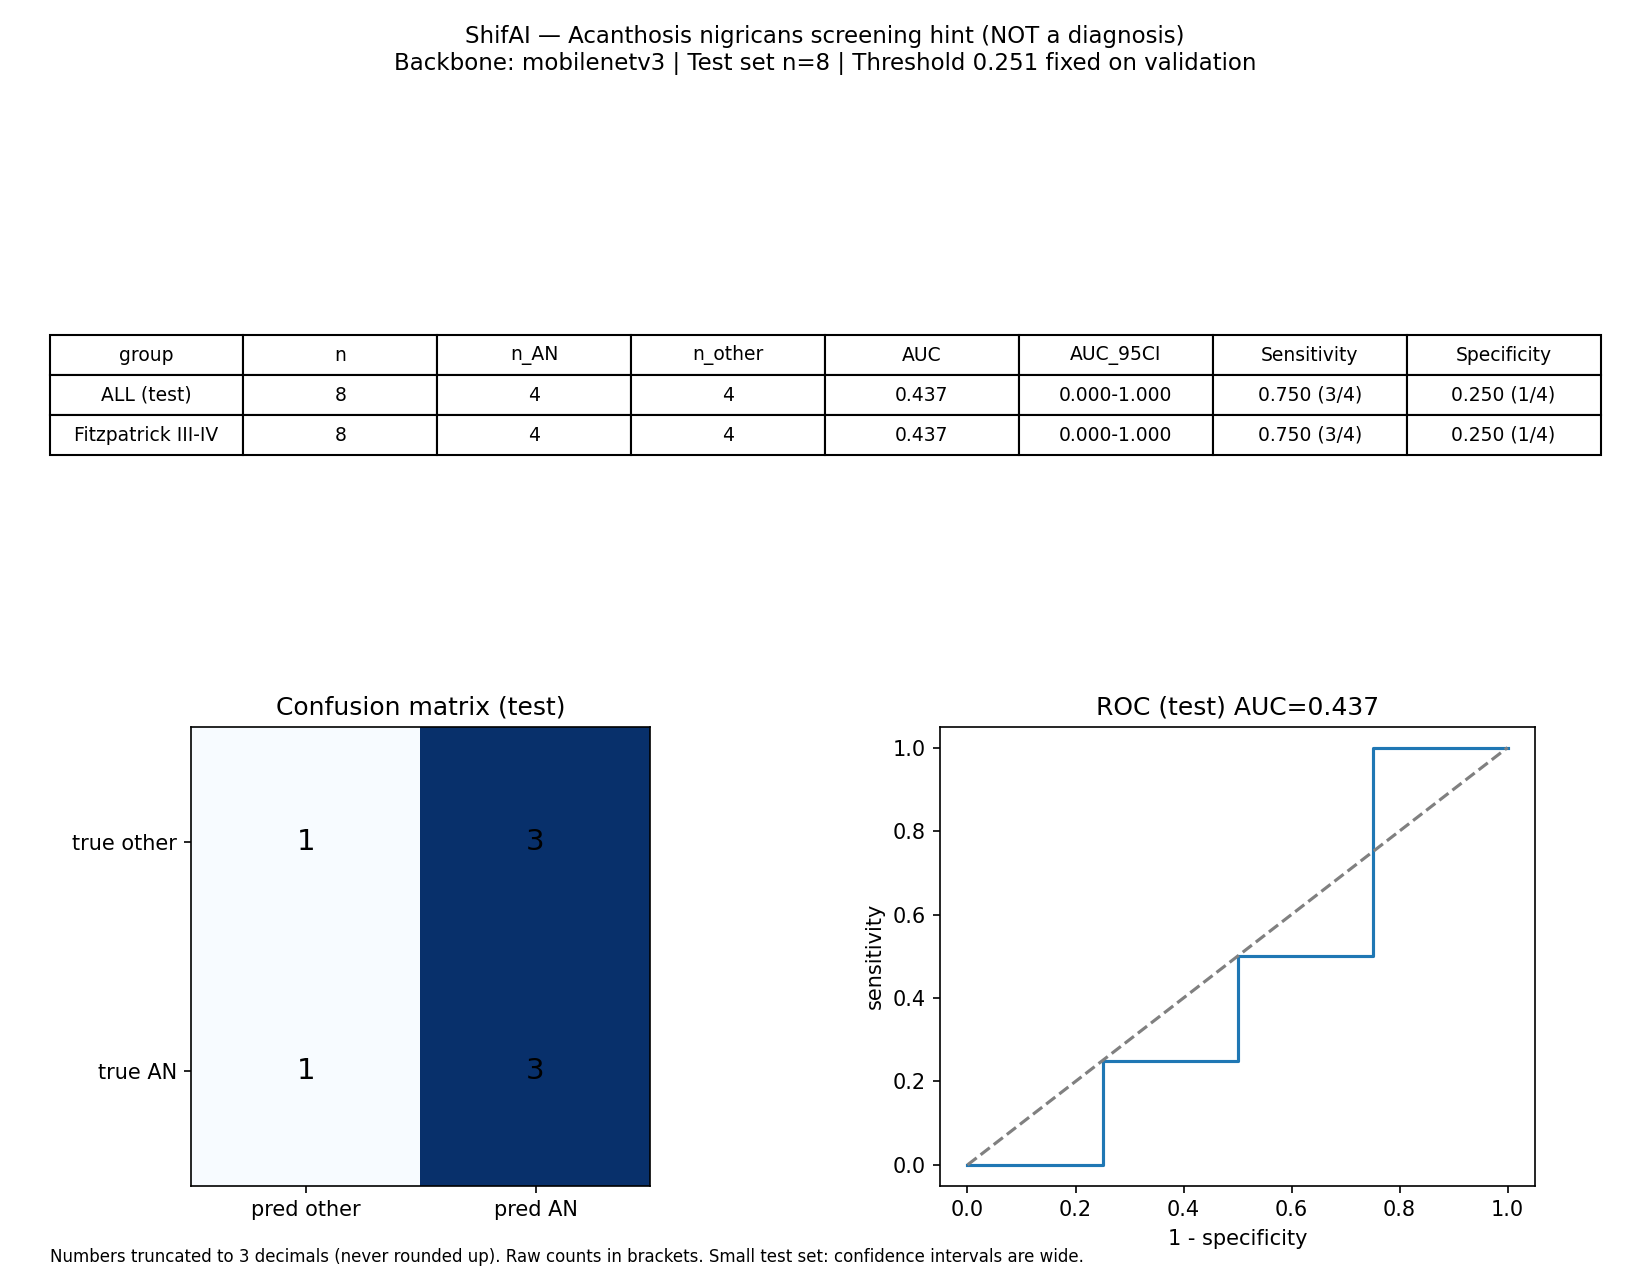 ShifAI — Acanthosis nigricans screening hint (NOT a diagnosis)
Backbone: mobilenetv3 | Test set n=8 | Threshold 0.251 fixed on validation
group n n_AN n_other AUC AUC_95CI Sensitivity Specificity
ALL (test) 8 4 4 0.437 0.000-1.000 0.750 (3/4) 0.250 (1/4)
Fitzpatrick III-IV 8 4 4 0.437 0.000-1.000 0.750 (3/4) 0.250 (1/4)
Confusion matrix (test)
true other 1 3
true AN 1 3
pred other pred AN
ROC (test) AUC=0.437
sensitivity
1.0
0.8
0.6
0.4
0.2
0.0
0.0 0.2 0.4 0.6 0.8 1.0
1 - specificity
Numbers truncated to 3 decimals (never rounded up). Raw counts in brackets. Small test set: confidence intervals are wide.